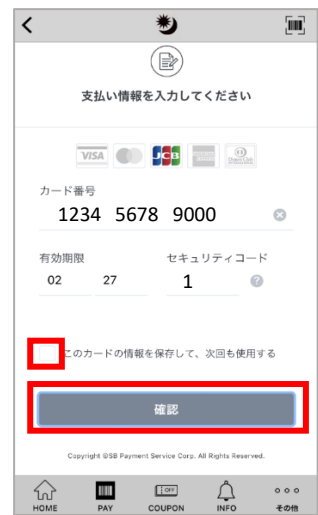 支払い情報を入力してください
VISA JCB
カード番号
1234 5678 9000
有効期限 セキュリティコード
02 27 1 ?
このカードの情報を保存して、次回も使用する
確認
Copyright ©SB Payment Service Corp. All Rights Reserved.
OFF
HOME PAY COUPON INFO その他